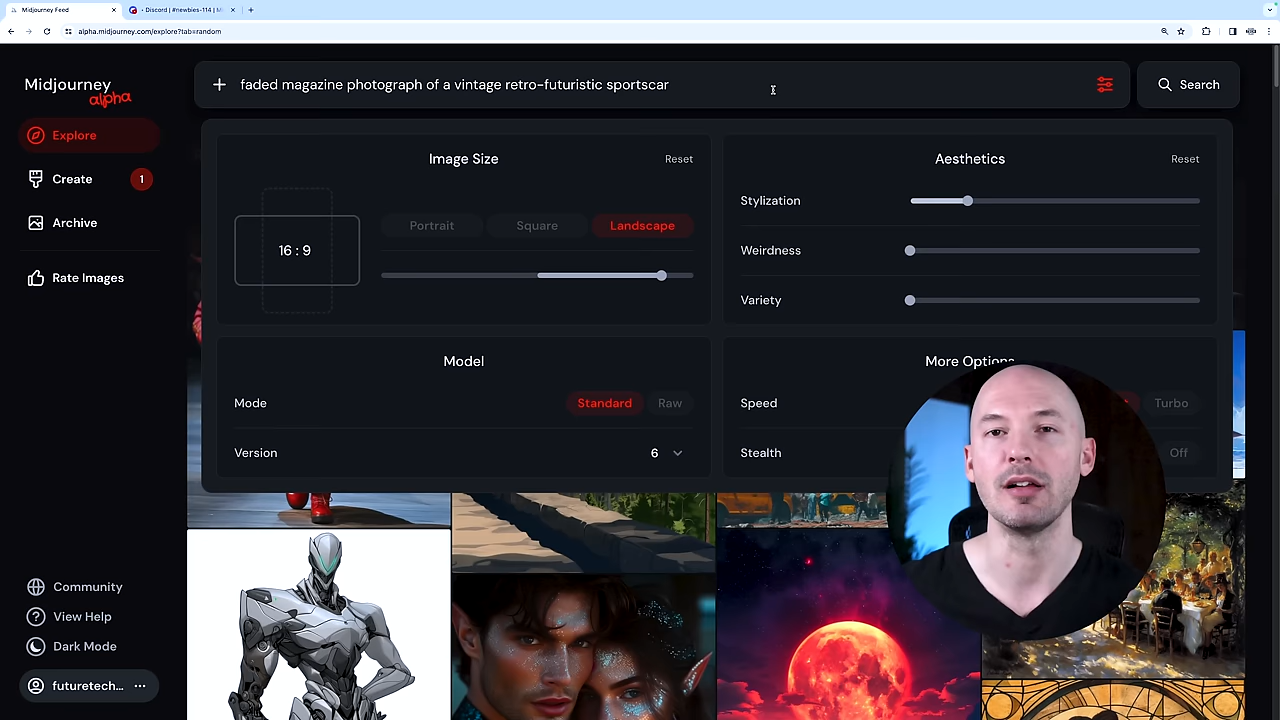 Midjourney Feed
Discord | #newbies-114 | M
alpha.midjourney.com/explore?tab=random
Midjourney
alpha
faded magazine photograph of a vintage retro-futuristic sportscar
Search
Explore
Create
1
Archive
Rate Images
Image Size
Reset
16 : 9
Portrait
Square
Landscape
Aesthetics
Reset
Stylization
Weirdness
Variety
Model
Mode
Standard
Raw
Version
6
More Options
Speed
Turbo
Stealth
Off
Community
View Help
Dark Mode
futuretech...